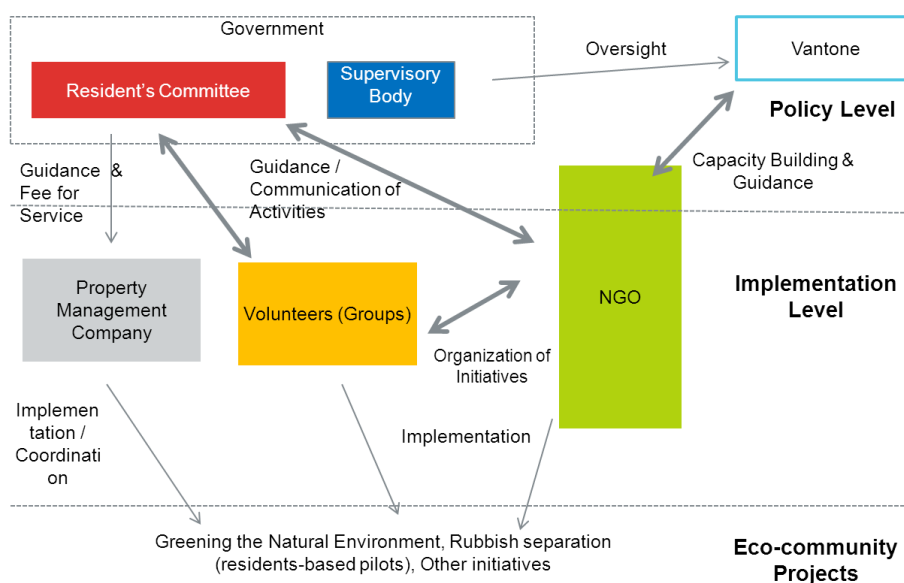 Government
Oversight
Vantone
Resident's Committee
Supervisory
Body
Policy Level
Guidance &
Fee for
Service
Guidance /
Communication of
Activities
Capacity Building &
Guidance
Property
Management
Company
Volunteers (Groups)
NGO
Implementation
Level
Organization of
Initiatives
Implemen
tation /
Coordinati
on
Implementation
Greening the Natural Environment, Rubbish separation
(residents-based pilots), Other initiatives
Eco-community
Projects